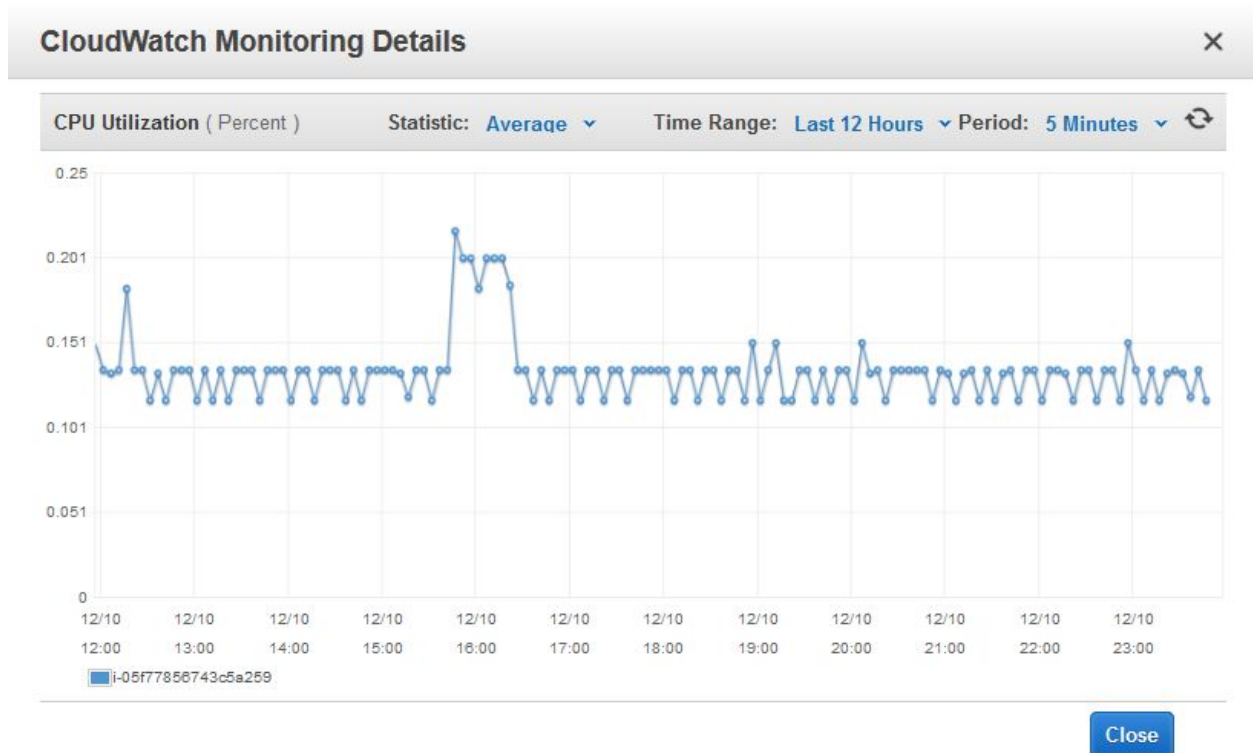 CloudWatch Monitoring Details ×
CPU Utilization ( Percent ) Statistic: Average Time Range: Last 12 Hours Period: 5 Minutes
0.25
0.201
0.151
0.101
0.051
0
12/10 12/10 12/10 12/10 12/10 12/10 12/10 12/10 12/10 12/10 12/10 12/10
12:00 13:00 14:00 15:00 16:00 17:00 18:00 19:00 20:00 21:00 22:00 23:00
i-05f77856743c5a259
Close